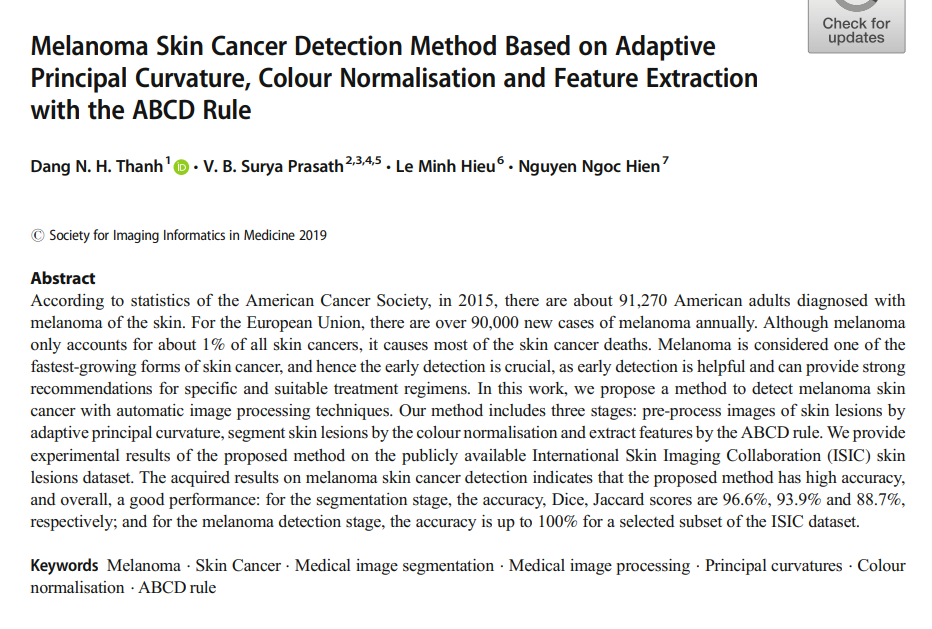 Check for
updates
Melanoma Skin Cancer Detection Method Based on Adaptive
Principal Curvature, Colour Normalisation and Feature Extraction
with the ABCD Rule
Dang N. H. Thanh 1 iD · V. B. Surya Prasath 2,3,4,5 · Le Minh Hieu 6 · Nguyen Ngoc Hien 7
© Society for Imaging Informatics in Medicine 2019
Abstract
According to statistics of the American Cancer Society, in 2015, there are about 91,270 American adults diagnosed with
melanoma of the skin. For the European Union, there are over 90,000 new cases of melanoma annually. Although melanoma
only accounts for about 1% of all skin cancers, it causes most of the skin cancer deaths. Melanoma is considered one of the
fastest-growing forms of skin cancer, and hence the early detection is crucial, as early detection is helpful and can provide strong
recommendations for specific and suitable treatment regimens. In this work, we propose a method to detect melanoma skin
cancer with automatic image processing techniques. Our method includes three stages: pre-process images of skin lesions by
adaptive principal curvature, segment skin lesions by the colour normalisation and extract features by the ABCD rule. We provide
experimental results of the proposed method on the publicly available International Skin Imaging Collaboration (ISIC) skin
lesions dataset. The acquired results on melanoma skin cancer detection indicates that the proposed method has high accuracy,
and overall, a good performance: for the segmentation stage, the accuracy, Dice, Jaccard scores are 96.6%, 93.9% and 88.7%,
respectively; and for the melanoma detection stage, the accuracy is up to 100% for a selected subset of the ISIC dataset.
Keywords Melanoma · Skin Cancer · Medical image segmentation · Medical image processing · Principal curvatures · Colour
normalisation · ABCD rule